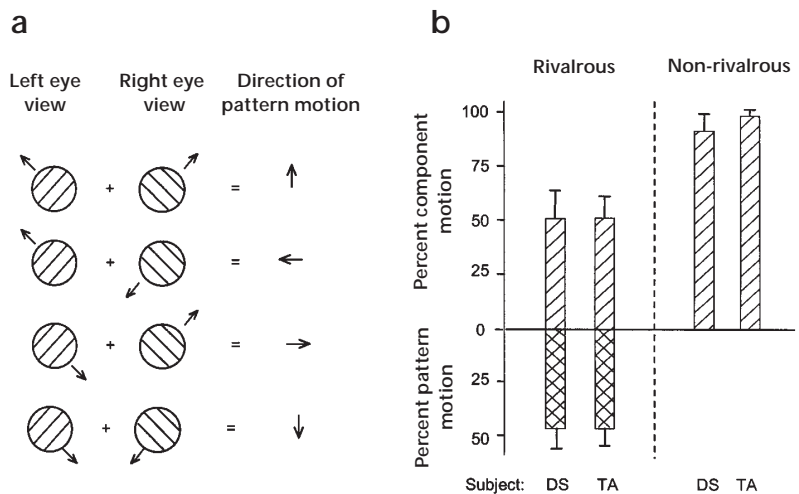 a
Left eye view
Right eye view
Direction of pattern motion
+ =
+ =
+ =
+ =
b
Rivalrous
Non-rivalrous
Percent component motion
100
75
50
25
0
Percent pattern motion
25
50
Subject: DS TA DS TA